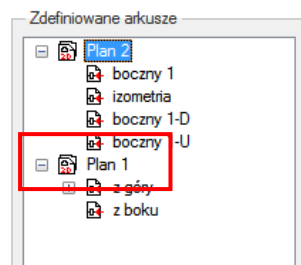 Zdefiniowane arkusze
Plan 2
boczny 1
izometria
boczny 1-D
boczny -U
Plan 1
z góry
z boku